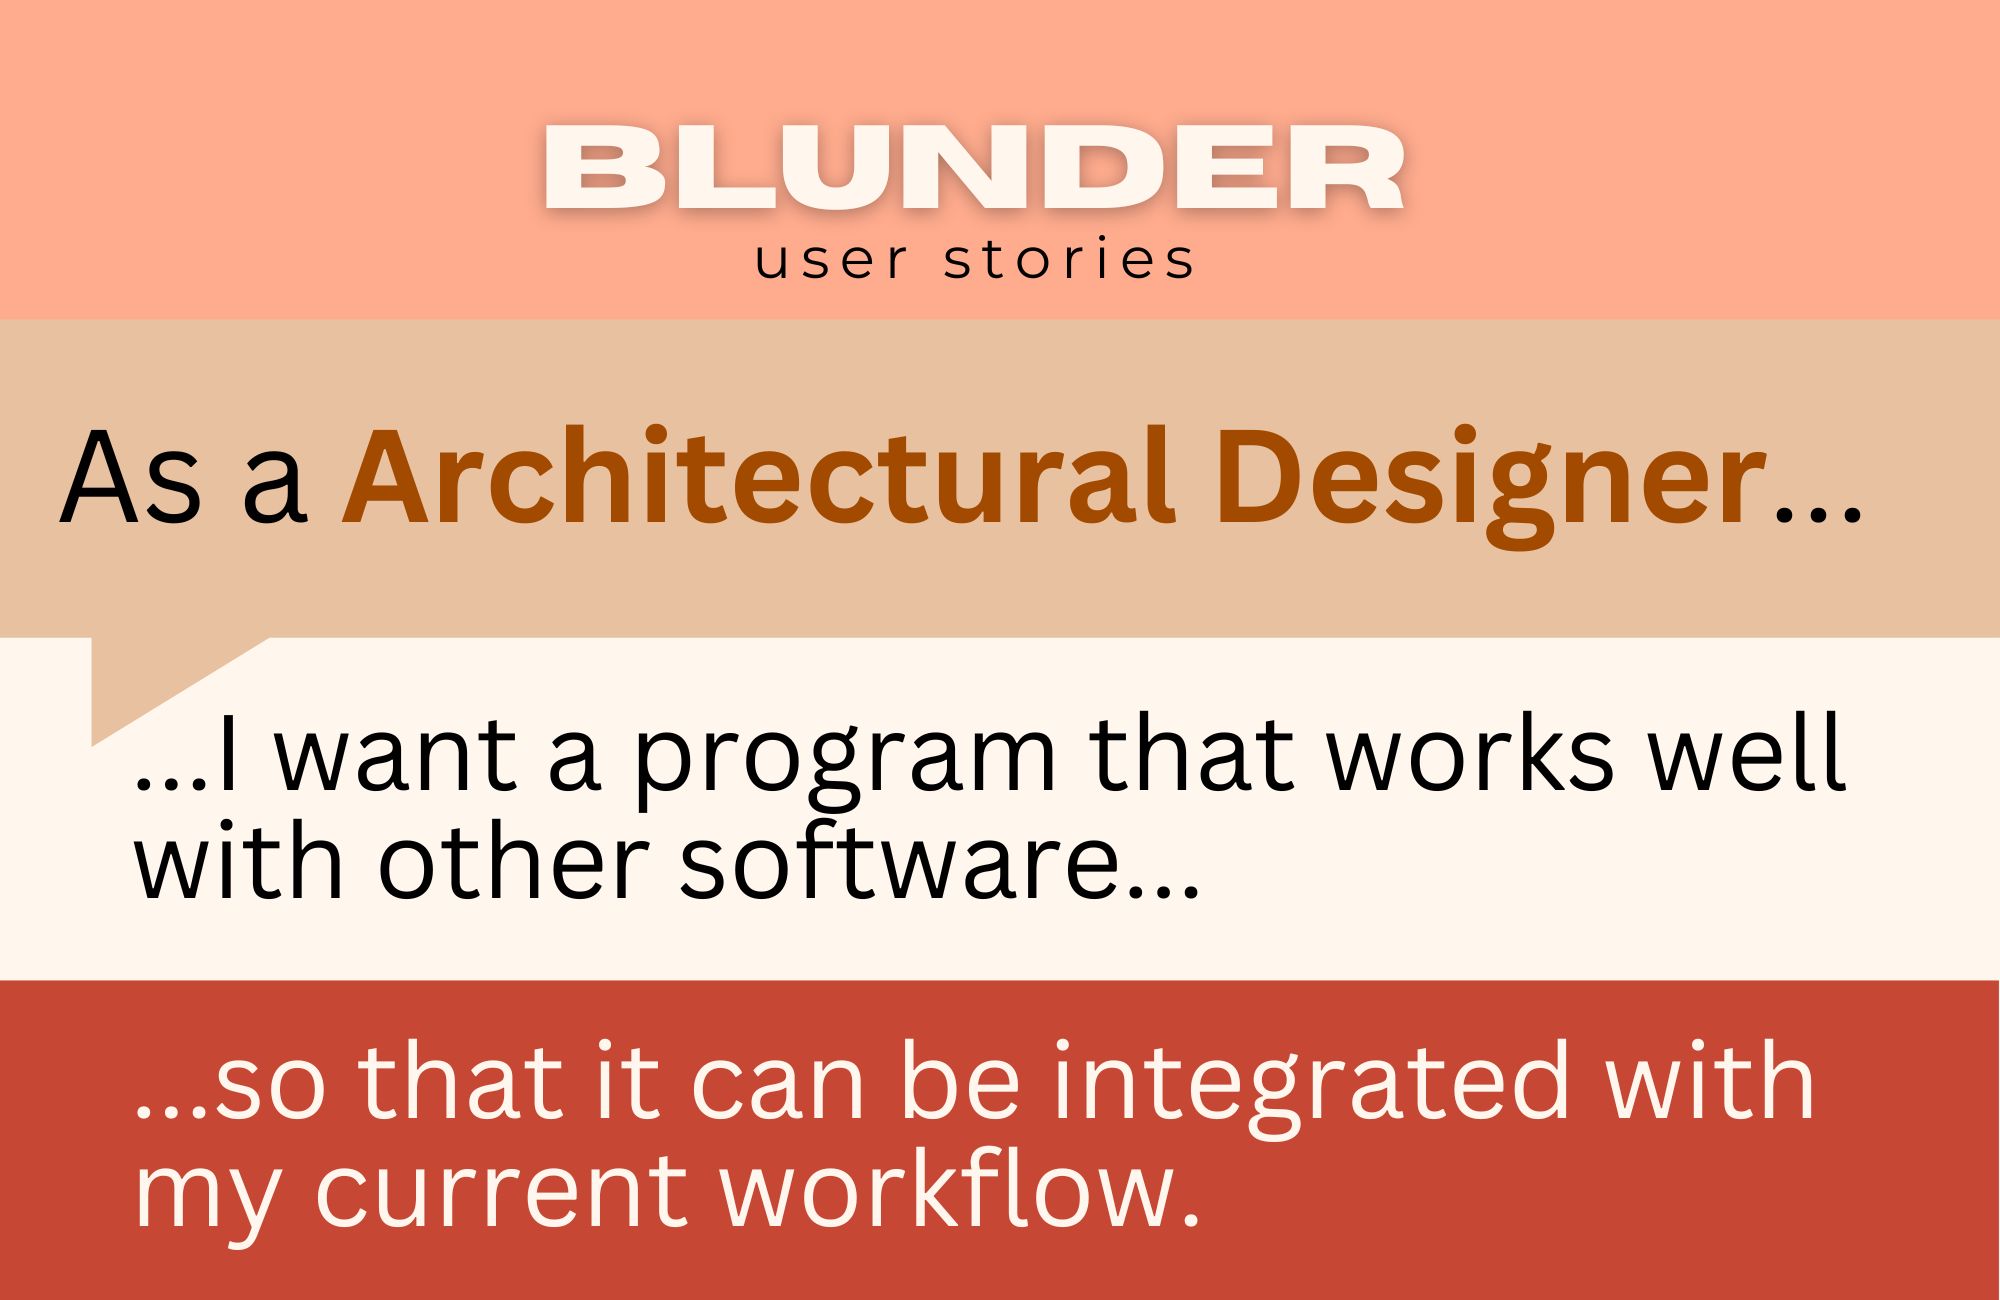 BLUNDER
user stories
As a Architectural Designer...
...I want a program that works well
with other software...
...so that it can be integrated with
my current workflow.